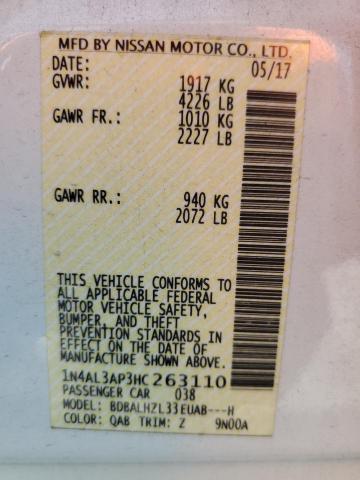 MFD BY NISSAN MOTOR CO., LTD.
DATE: 05/17
GVWR: 1917 KG
4226 LB
GAWR FR.: 1010 KG
2227 LB
GAWR RR.: 940 KG
2072 LB
THIS VEHICLE CONFORMS TO
ALL APPLICABLE FEDERAL
MOTOR VEHICLE SAFETY,
BUMPER, AND THEFT
PREVENTION STANDARDS IN
EFFECT ON THE DATE OF
MANUFACTURE SHOWN ABOVE.
1N4AL3AP3HC263110
PASSENGER CAR 038
MODEL: BDBALHZL33EUAB---H
COLOR: QAB TRIM: Z 9N00A